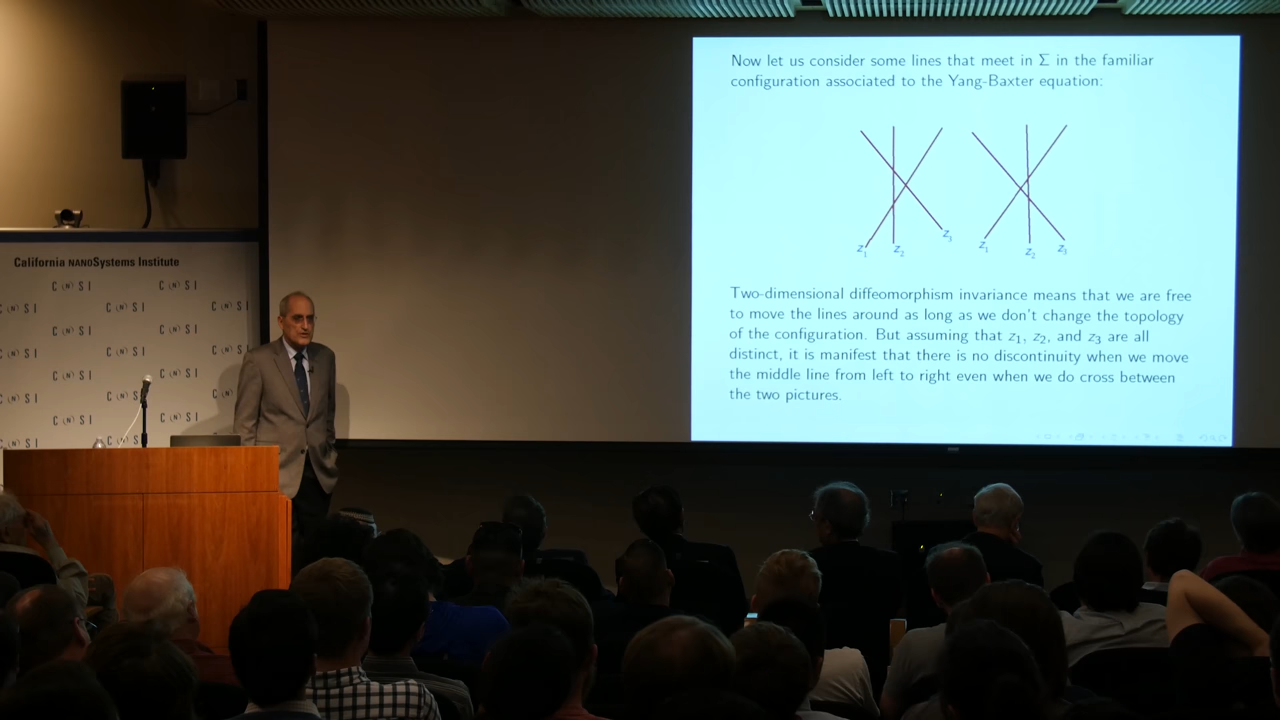 Now let us consider some lines that meet in Σ in the familiar
configuration associated to the Yang-Baxter equation:
z₁ z₂ z₃ z₁ z₂ z₃
Two-dimensional diffeomorphism invariance means that we are free
to move the lines around as long as we don't change the topology
of the configuration. But assuming that z₁, z₂, and z₃ are all
distinct, it is manifest that there is no discontinuity when we move
the middle line from left to right even when we do cross between
the two pictures.
California NANOSystems Institute
C (N) S I C (N) S I
C (N) S I C (N) S I C (N) S I
C (N) S I C (N) S I
C (N) S I C (N) S I
C (N) S I C (N) S I
C (N) S I C (N) S I
C (N) S I C (N) S I